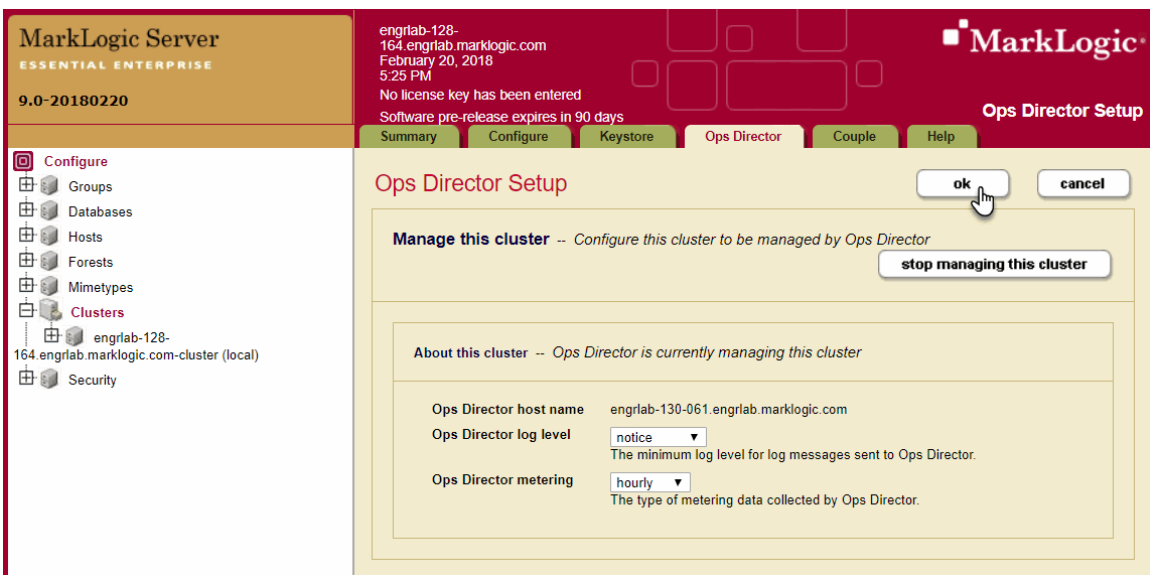 MarkLogic Server
ESSENTIAL ENTERPRISE
9.0-20180220
engrlab-128-
164.engrlab.marklogic.com
February 20, 2018
5:25 PM
No license key has been entered
Software pre-release expires in 90 days
MarkLogic
Ops Director Setup
Summary Configure Keystore Ops Director Couple Help
Configure
Groups
Databases
Hosts
Forests
Mimetypes
Clusters
engrlab-128-
164.engrlab.marklogic.com-cluster (local)
Security
Ops Director Setup
ok cancel
Manage this cluster -- Configure this cluster to be managed by Ops Director
stop managing this cluster
About this cluster -- Ops Director is currently managing this cluster
Ops Director host name engrlab-130-061.engrlab.marklogic.com
Ops Director log level notice
The minimum log level for log messages sent to Ops Director.
Ops Director metering hourly
The type of metering data collected by Ops Director.